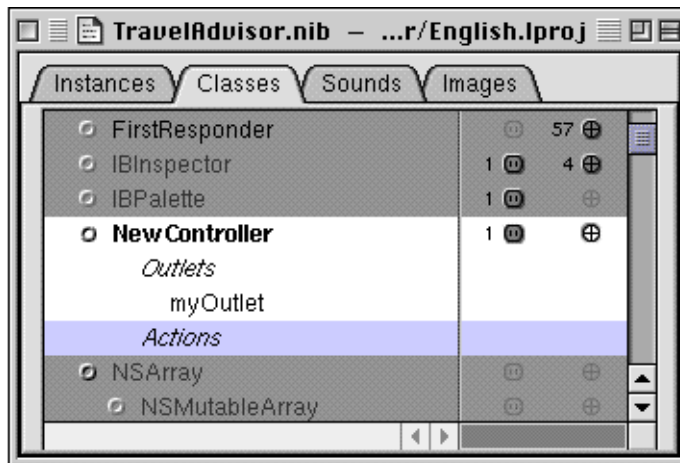 TravelAdvisor.nib — ...r/English.lproj
Instances Classes Sounds Images
FirstResponder 57
IBInspector 1 4
IBPalette 1
NewController 1
Outlets
myOutlet
Actions
NSArray
NSMutableArray